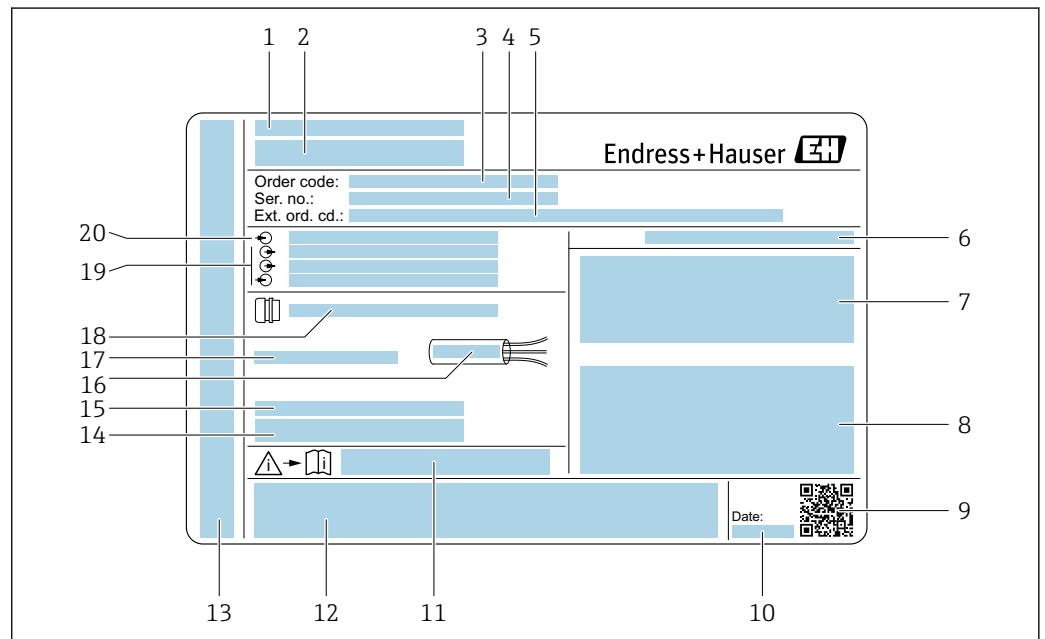 1 2 3 4 5
Endress+Hauser EH
Order code:
Ser. no.:
Ext. ord. cd.:
20
6
19
7
18
17
16
15
14
8
i i
Date:
9
13 12 11 10